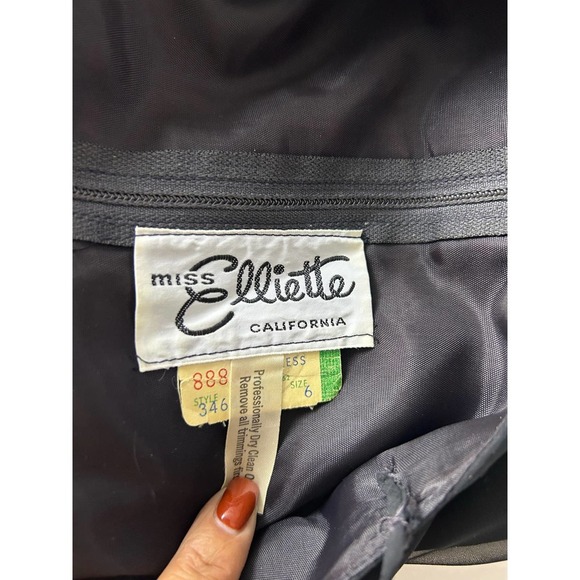 miss Elliette
CALIFORNIA
888
STYLE SIZE
346 6
Professionally Dry Clean
Remove all trimmings